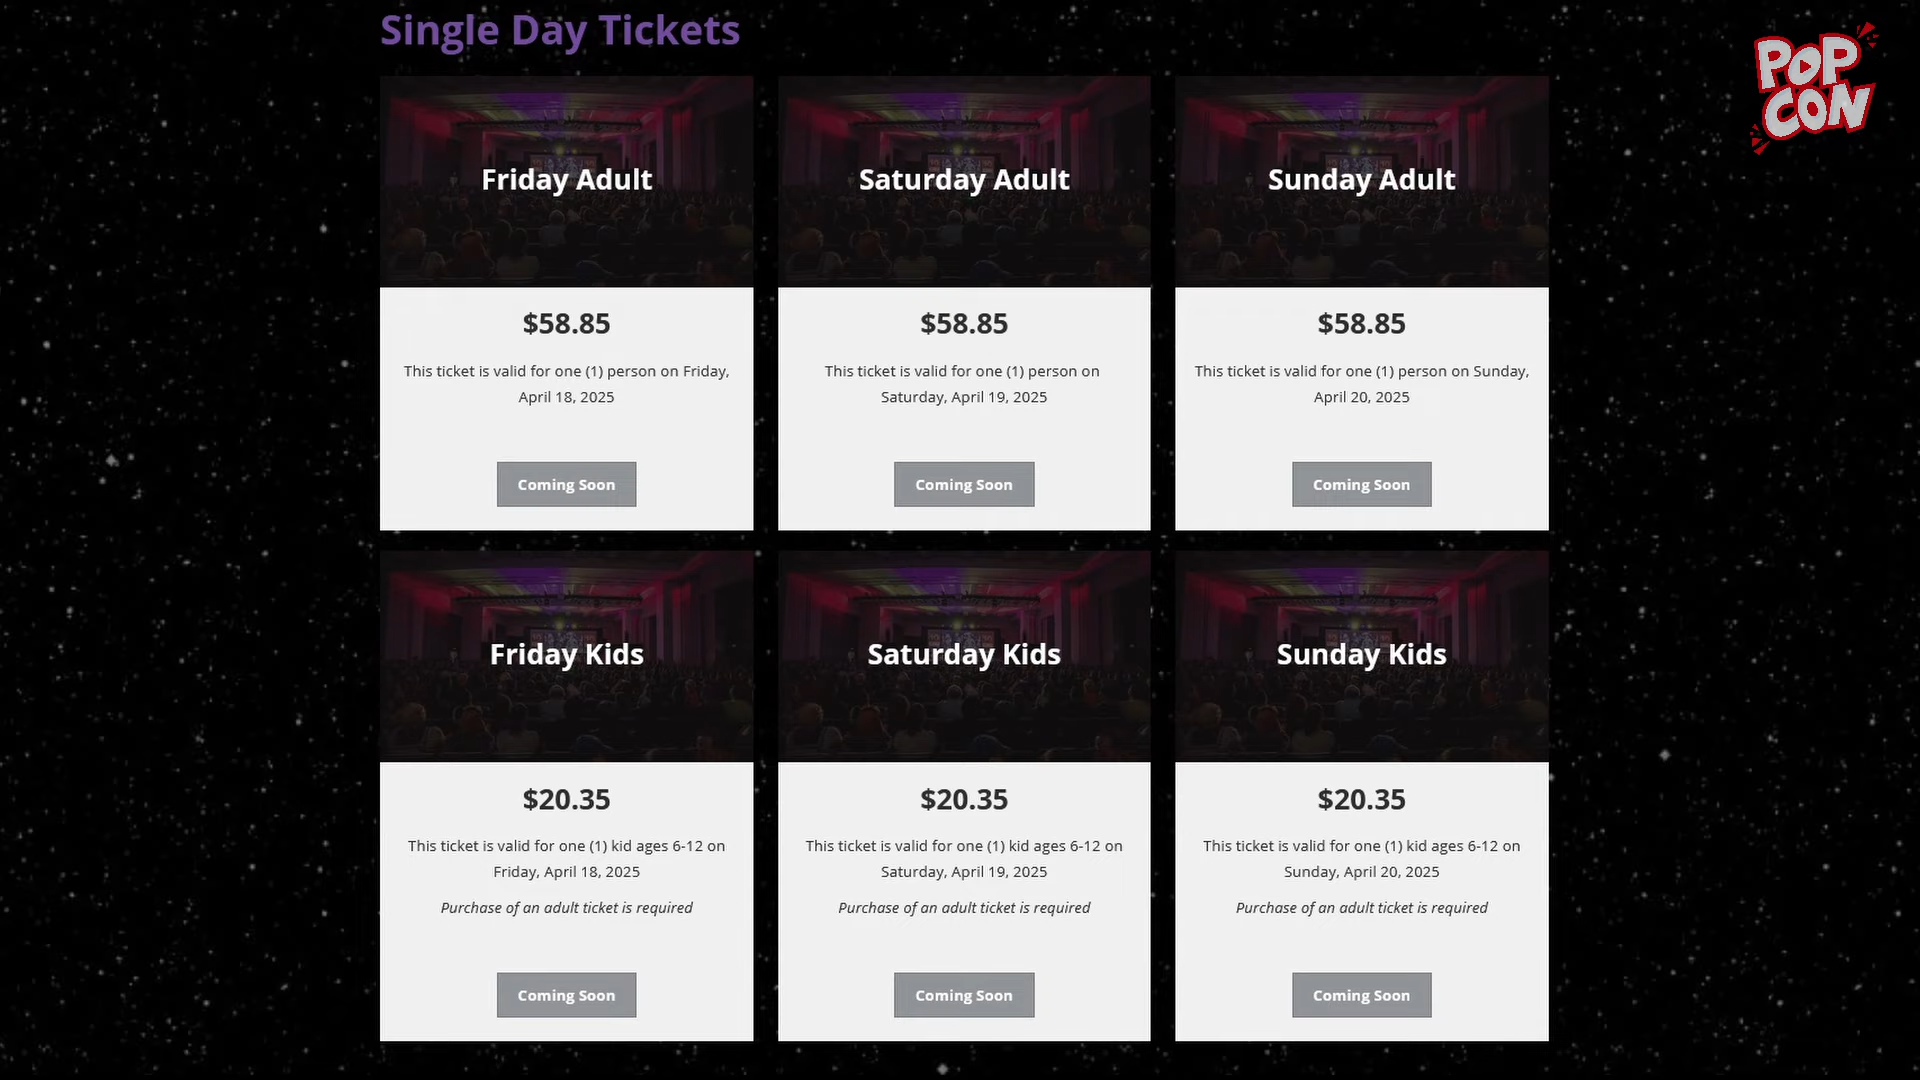 Single Day Tickets
POP
CON
Friday Adult
$58.85
This ticket is valid for one (1) person on Friday,
April 18, 2025
Coming Soon
Saturday Adult
$58.85
This ticket is valid for one (1) person on
Saturday, April 19, 2025
Coming Soon
Sunday Adult
$58.85
This ticket is valid for one (1) person on Sunday,
April 20, 2025
Coming Soon
Friday Kids
$20.35
This ticket is valid for one (1) kid ages 6-12 on
Friday, April 18, 2025
Purchase of an adult ticket is required
Coming Soon
Saturday Kids
$20.35
This ticket is valid for one (1) kid ages 6-12 on
Saturday, April 19, 2025
Purchase of an adult ticket is required
Coming Soon
Sunday Kids
$20.35
This ticket is valid for one (1) kid ages 6-12 on
Sunday, April 20, 2025
Purchase of an adult ticket is required
Coming Soon